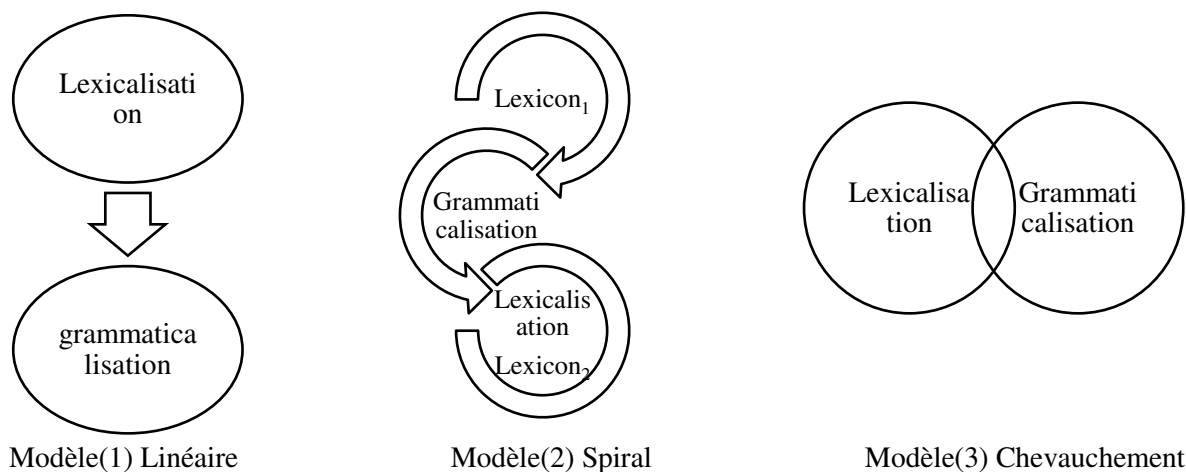 Lexicalisati
on
grammatica
lisation
Modèle(1) Linéaire
Lexicon₁
Grammati
calisation
Lexicalis
ation
Lexicon₂
Modèle(2) Spiral
Lexicalisa
tion
Grammati
calisation
Modèle(3) Chevauchement